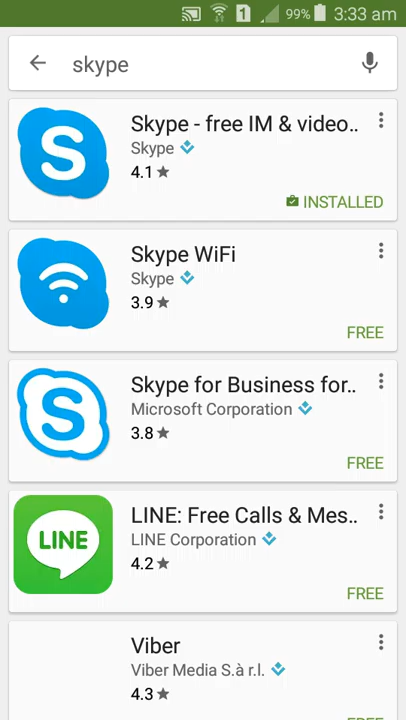 1 99% 3:33 am
skype
Skype - free IM & video..
Skype
4.1
INSTALLED
Skype WiFi
Skype
3.9
FREE
Skype for Business for..
Microsoft Corporation
3.8
FREE
LINE
LINE: Free Calls & Mes..
LINE Corporation
4.2
FREE
Viber
Viber Media S.à r.l.
4.3
FREE